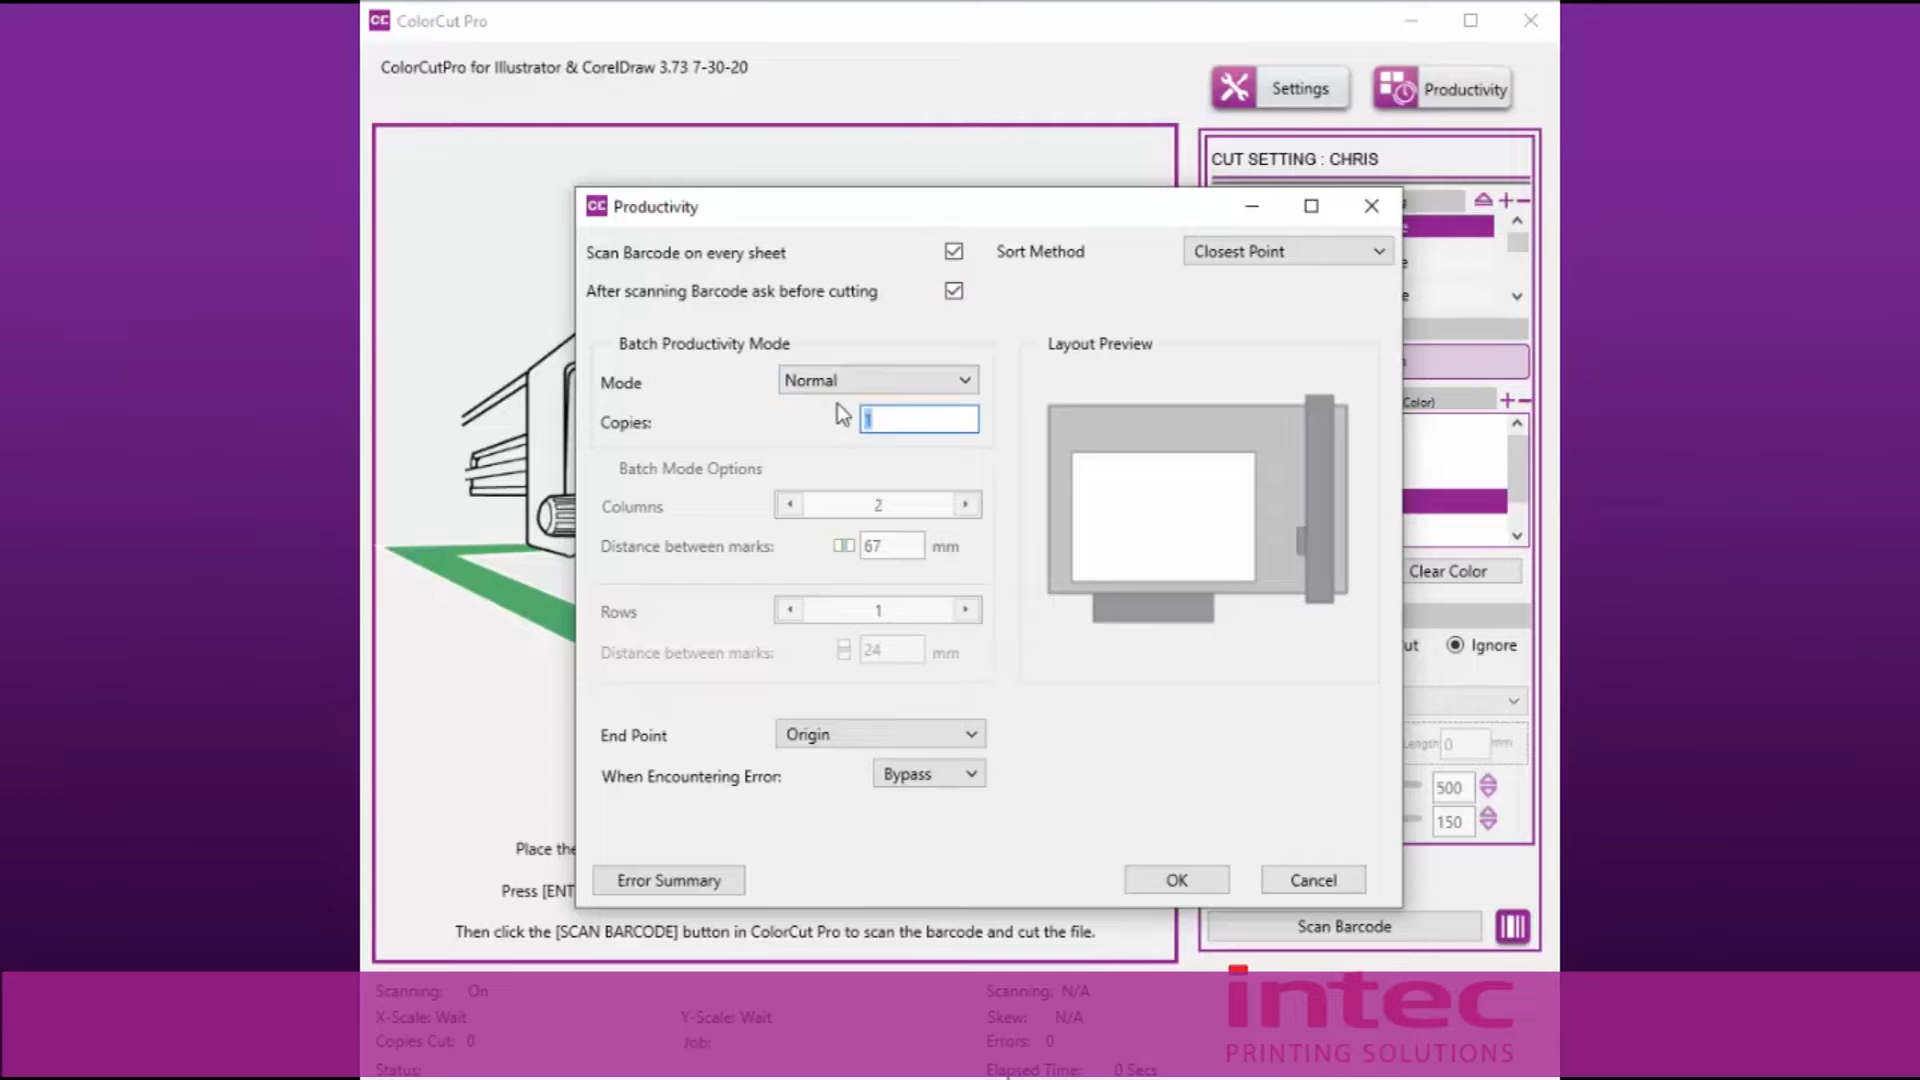 CC ColorCut Pro
ColorCutPro for Illustrator & CorelDraw 3.73 7-30-20
Settings
Productivity
CUT SETTING : CHRIS
CC Productivity
Scan Barcode on every sheet
Sort Method
Closest Point
After scanning Barcode ask before cutting
Batch Productivity Mode
Layout Preview
Mode
Normal
Copies:
1
Color)
Batch Mode Options
Columns
2
Distance between marks:
67
mm
Clear Color
Rows
1
Distance between marks:
24
mm
ut
Ignore
End Point
Origin
Length
0
mm
When Encountering Error:
Bypass
500
150
Place the
Error Summary
OK
Cancel
Press [ENT
Then click the [SCAN BARCODE] button in ColorCut Pro to scan the barcode and cut the file.
Scan Barcode
Scanning: On
Scanning: N/A
X-Scale: Wait
Y-Scale: Wait
Skew: N/A
Copies Cut: 0
Job:
Errors: 0
Status:
Elapsed Time: 0 Secs
intec
PRINTING SOLUTIONS